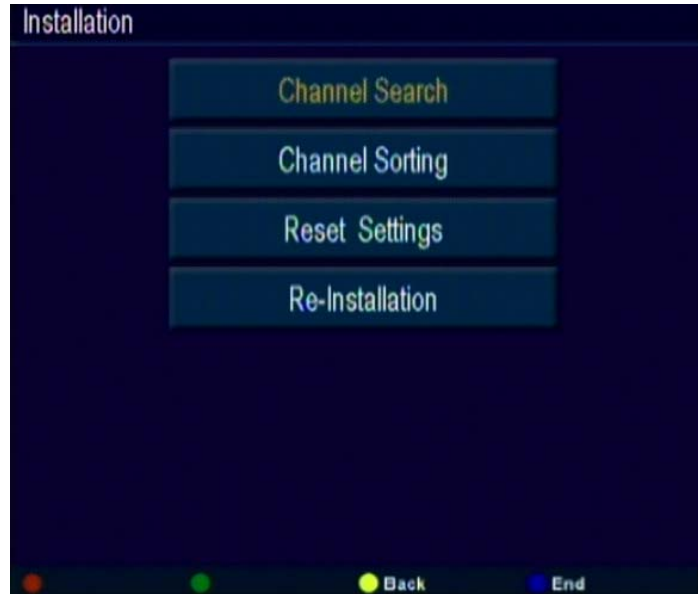 Installation
Channel Search
Channel Sorting
Reset Settings
Re-Installation
Back End